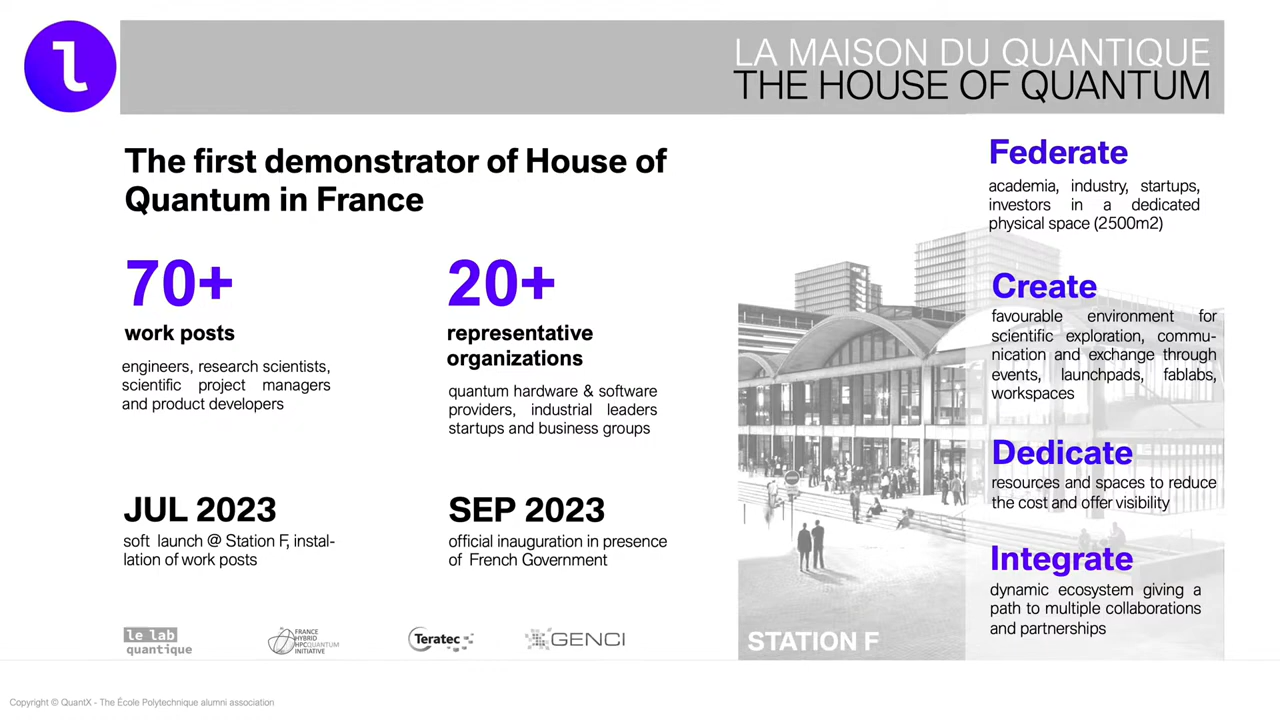 LA MAISON DU QUANTIQUE
THE HOUSE OF QUANTUM
The first demonstrator of House of
Quantum in France
70+
work posts
engineers, research scientists,
scientific project managers
and product developers
20+
representative
organizations
quantum hardware & software
providers, industrial leaders
startups and business groups
JUL 2023
soft launch @ Station F, instal-
lation of work posts
SEP 2023
official inauguration in presence
of French Government
le lab
quantique
FRANCE
HYBRID
HPCQUANTUM
INITIATIVE
Teratec
GENCI
Federate
academia, industry, startups,
investors in a dedicated
physical space (2500m2)
Create
favourable environment for
scientific exploration, commu-
nication and exchange through
events, launchpads, fablabs,
workspaces
Dedicate
resources and spaces to reduce
the cost and offer visibility
Integrate
dynamic ecosystem giving a
path to multiple collaborations
and partnerships
STATION F
Copyright © QuantX - The École Polytechnique alumni association